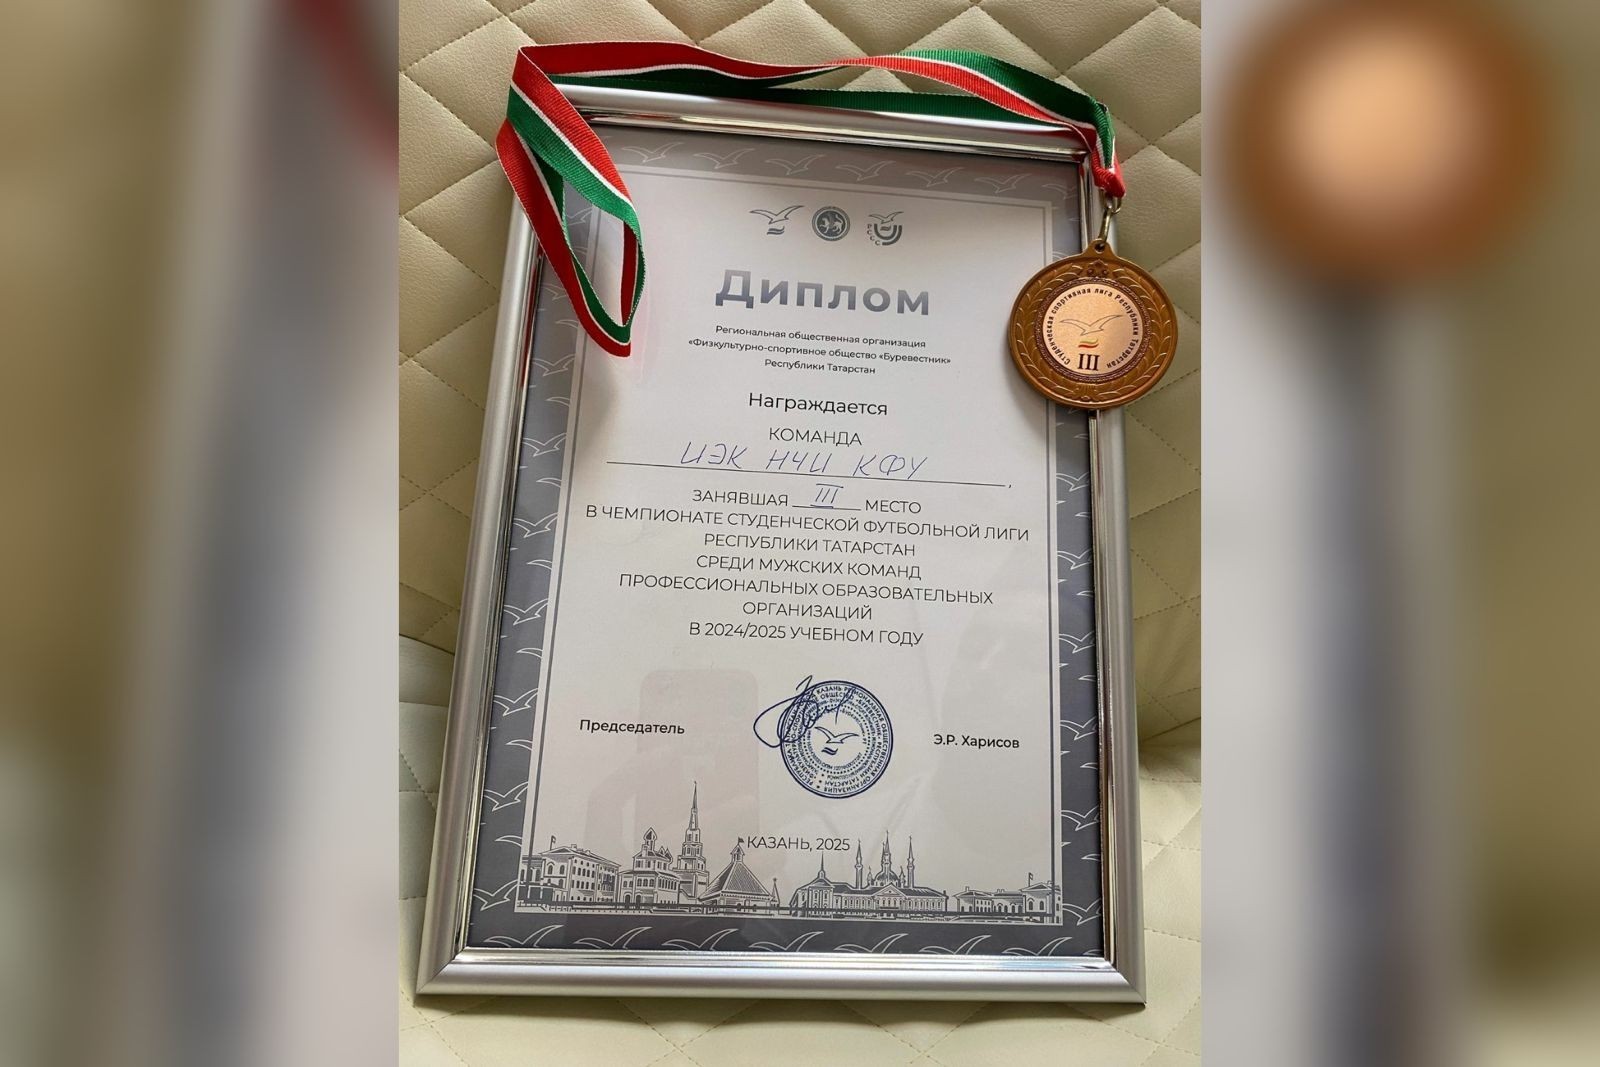 РССС
Диплом
Региональная общественная организация
«Физкультурно-спортивное общество «Буревестник»
Республики Татарстан
Награждается
КОМАНДА
ИЭК НЧИ КФУ,
ЗАНЯВШАЯ III МЕСТО
В ЧЕМПИОНАТЕ СТУДЕНЧЕСКОЙ ФУТБОЛЬНОЙ ЛИГИ
РЕСПУБЛИКИ ТАТАРСТАН
СРЕДИ МУЖСКИХ КОМАНД
ПРОФЕССИОНАЛЬНЫХ ОБРАЗОВАТЕЛЬНЫХ
ОРГАНИЗАЦИЙ
В 2024/2025 УЧЕБНОМ ГОДУ
Председатель
Э.Р. Харисов
КАЗАНЬ, 2025
Студенческая спортивная лига Республики Татарстан
III